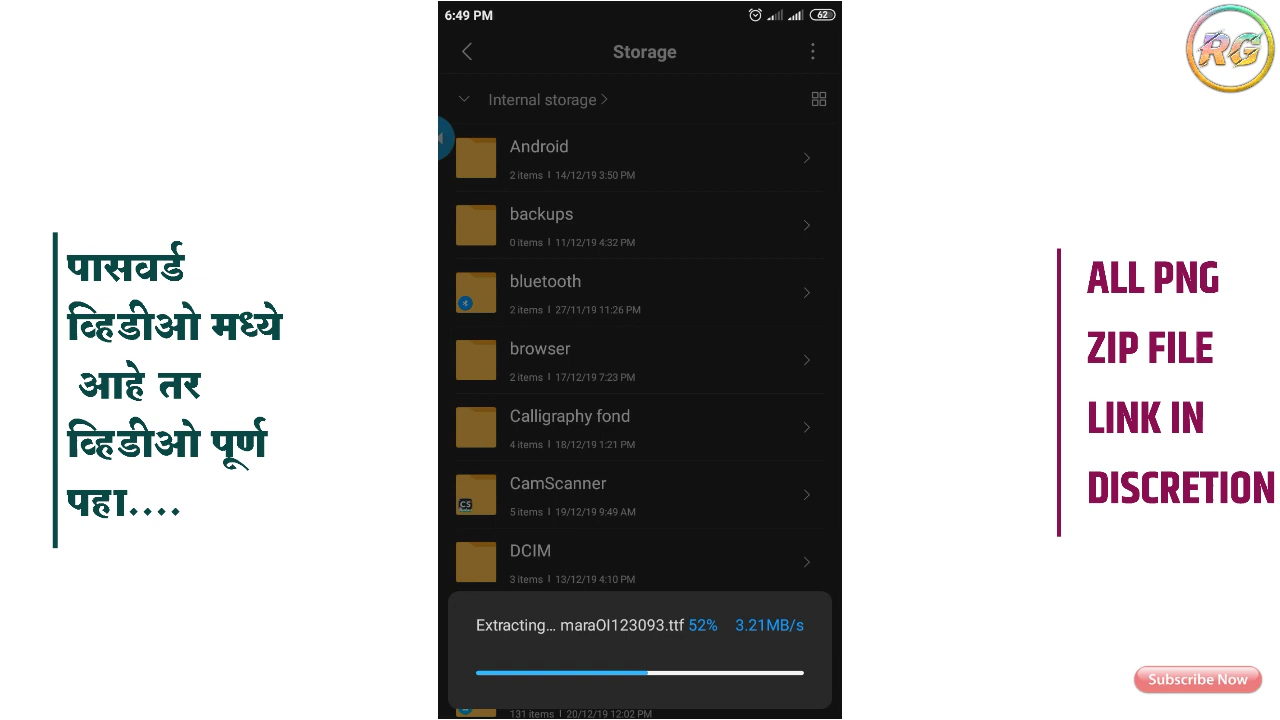 6:49 PM
62
RG
Storage
Internal storage
Android
2 items | 14/12/19 3:50 PM
backups
0 items | 11/12/19 4:32 PM
bluetooth
2 items | 27/11/19 11:26 PM
browser
2 items | 17/12/19 7:23 PM
Calligraphy fond
4 items | 18/12/19 1:21 PM
CamScanner
CS
5 items | 19/12/19 9:49 AM
DCIM
3 items | 13/12/19 4:10 PM
Extracting... maraOI123093.ttf 52% 3.21MB/s
131 items | 20/12/19 12:02 PM
पासवर्ड
व्हिडीओ मध्ये
आहे तर
व्हिडीओ पूर्ण
पहा....
ALL PNG
ZIP FILE
LINK IN
DISCRETION
Subscribe Now